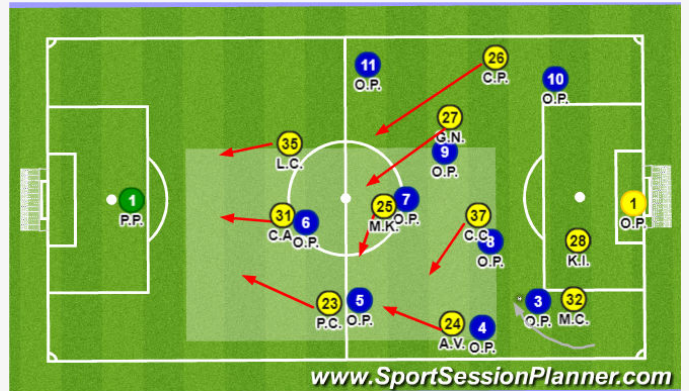 26
C.P.
11
O.P.
10
O.P.
27
G.N.
9
O.P.
35
L.C.
1
P.P.
7
O.P.
25
M.K.
1
O.P.
31
C.A
6
O.P.
37
C.C.
8
O.P.
28
K.I.
23
P.C.
5
O.P.
3
O.P.
32
M.C.
24
A.V.
4
O.P.
www.SportSessionPlanner.com